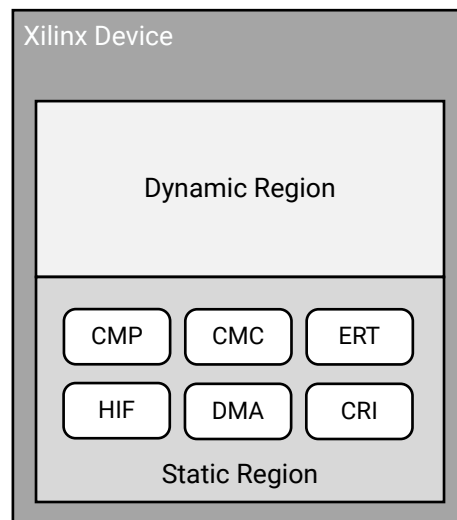 Xilinx Device
Dynamic Region
CMP CMC ERT
HIF DMA CRI
Static Region